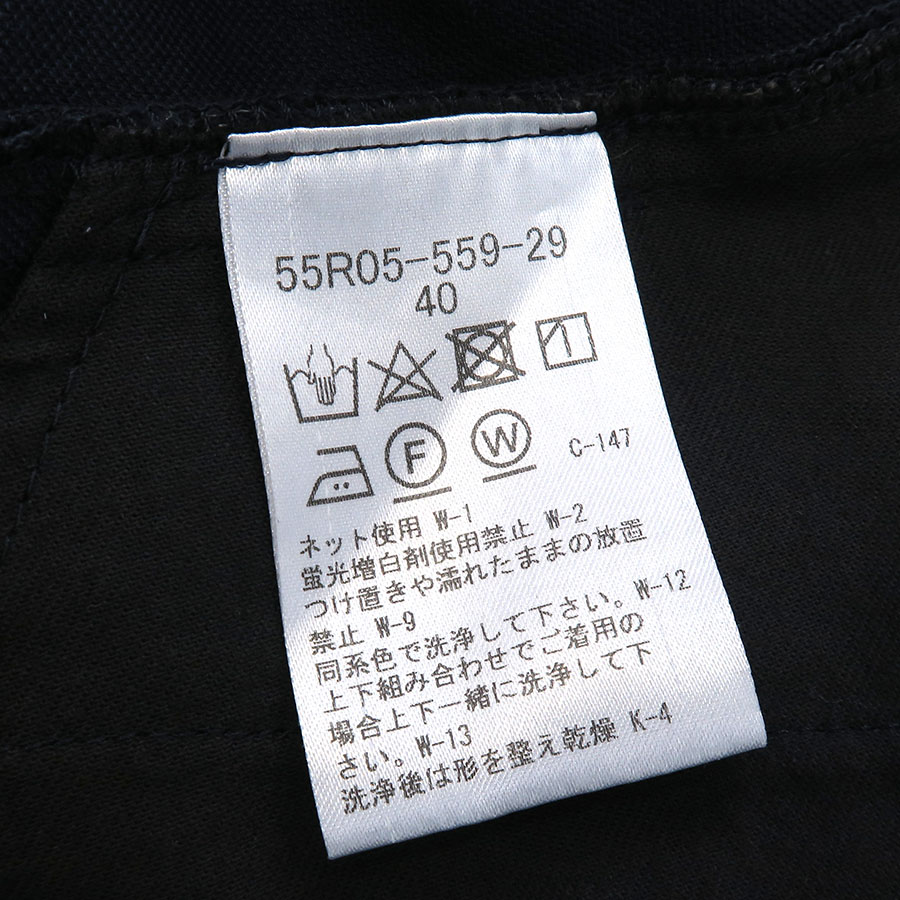 55R05-559-29
40
F
W
C-147
ネット使用 W-1
蛍光増白剤使用禁止 W-2
つけ置きや濡れたままの放置
禁止 W-9
同系色で洗浄して下さい。W-12
上下組み合わせでご着用の
場合上下一緒に洗浄して下
さい。W-13
洗浄後は形を整え乾燥 K-4